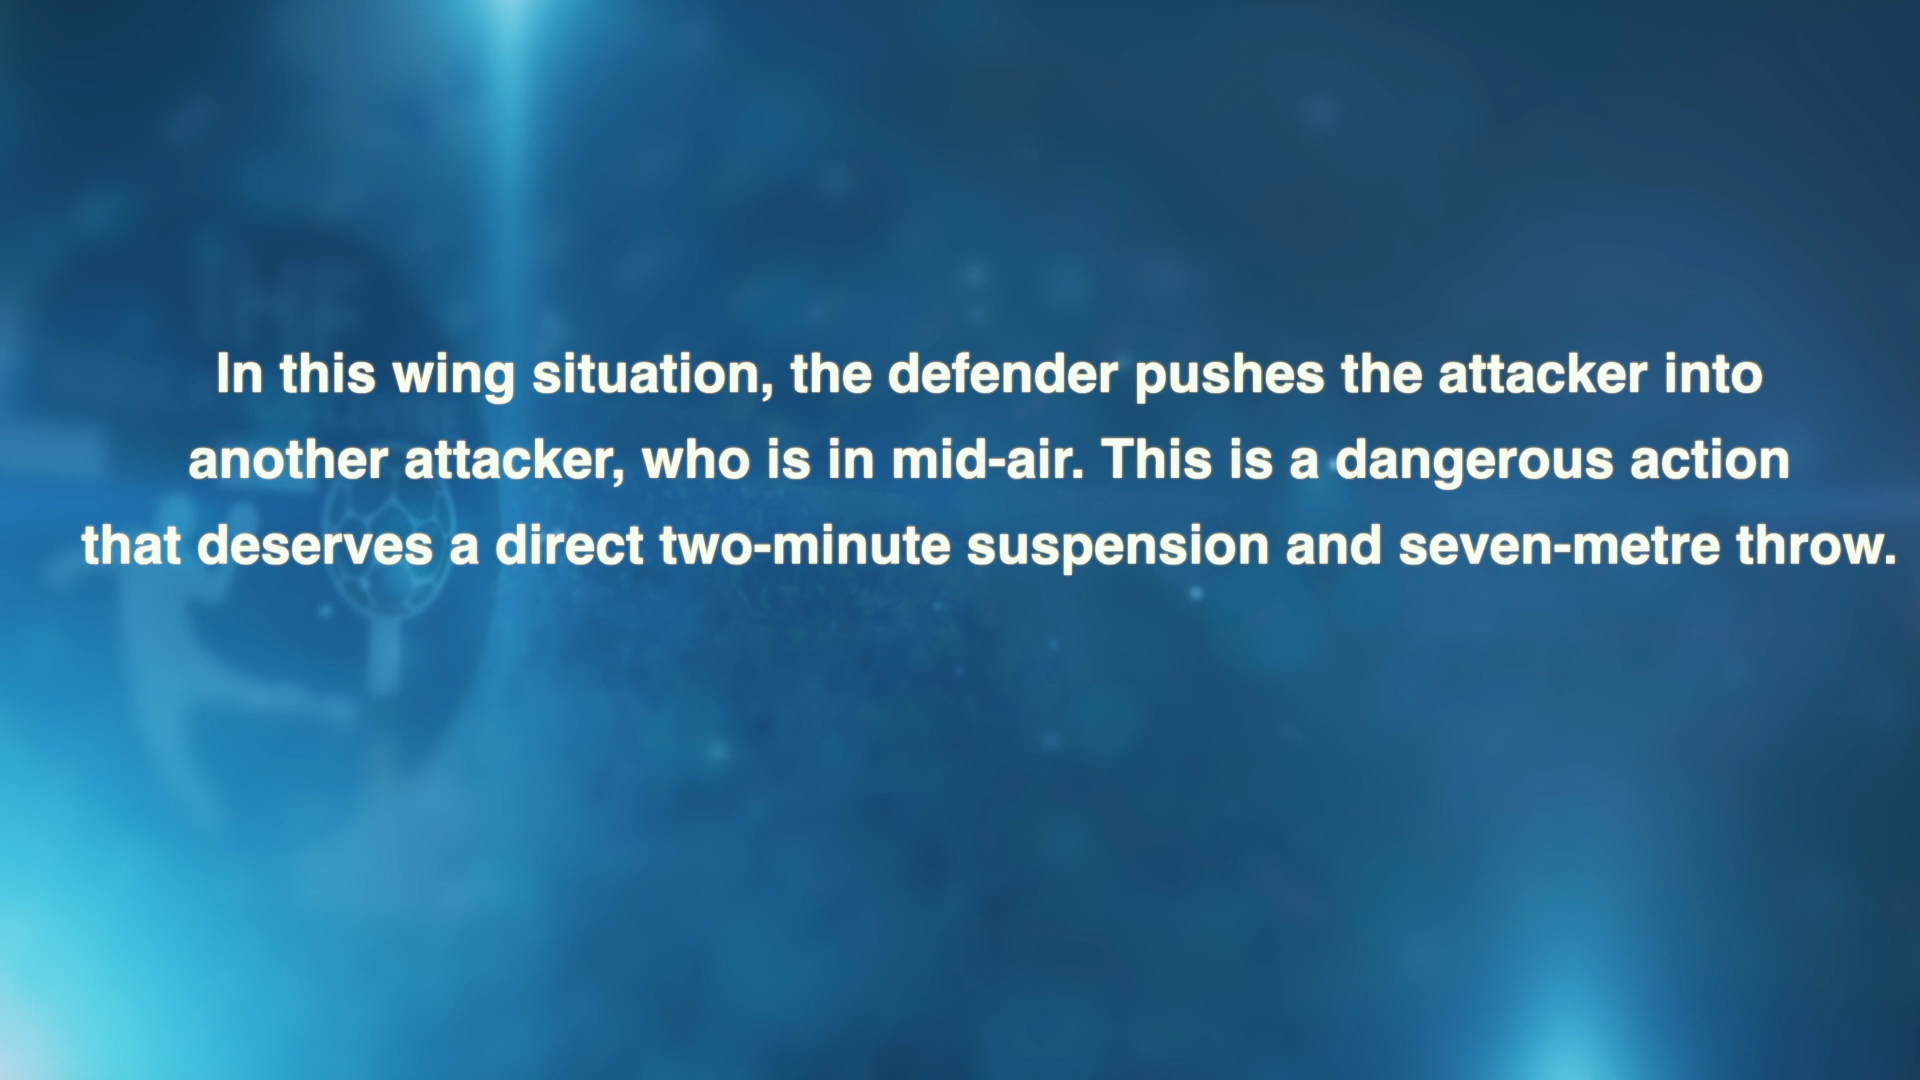 IHF
In this wing situation, the defender pushes the attacker into
another attacker, who is in mid-air. This is a dangerous action
that deserves a direct two-minute suspension and seven-metre throw.